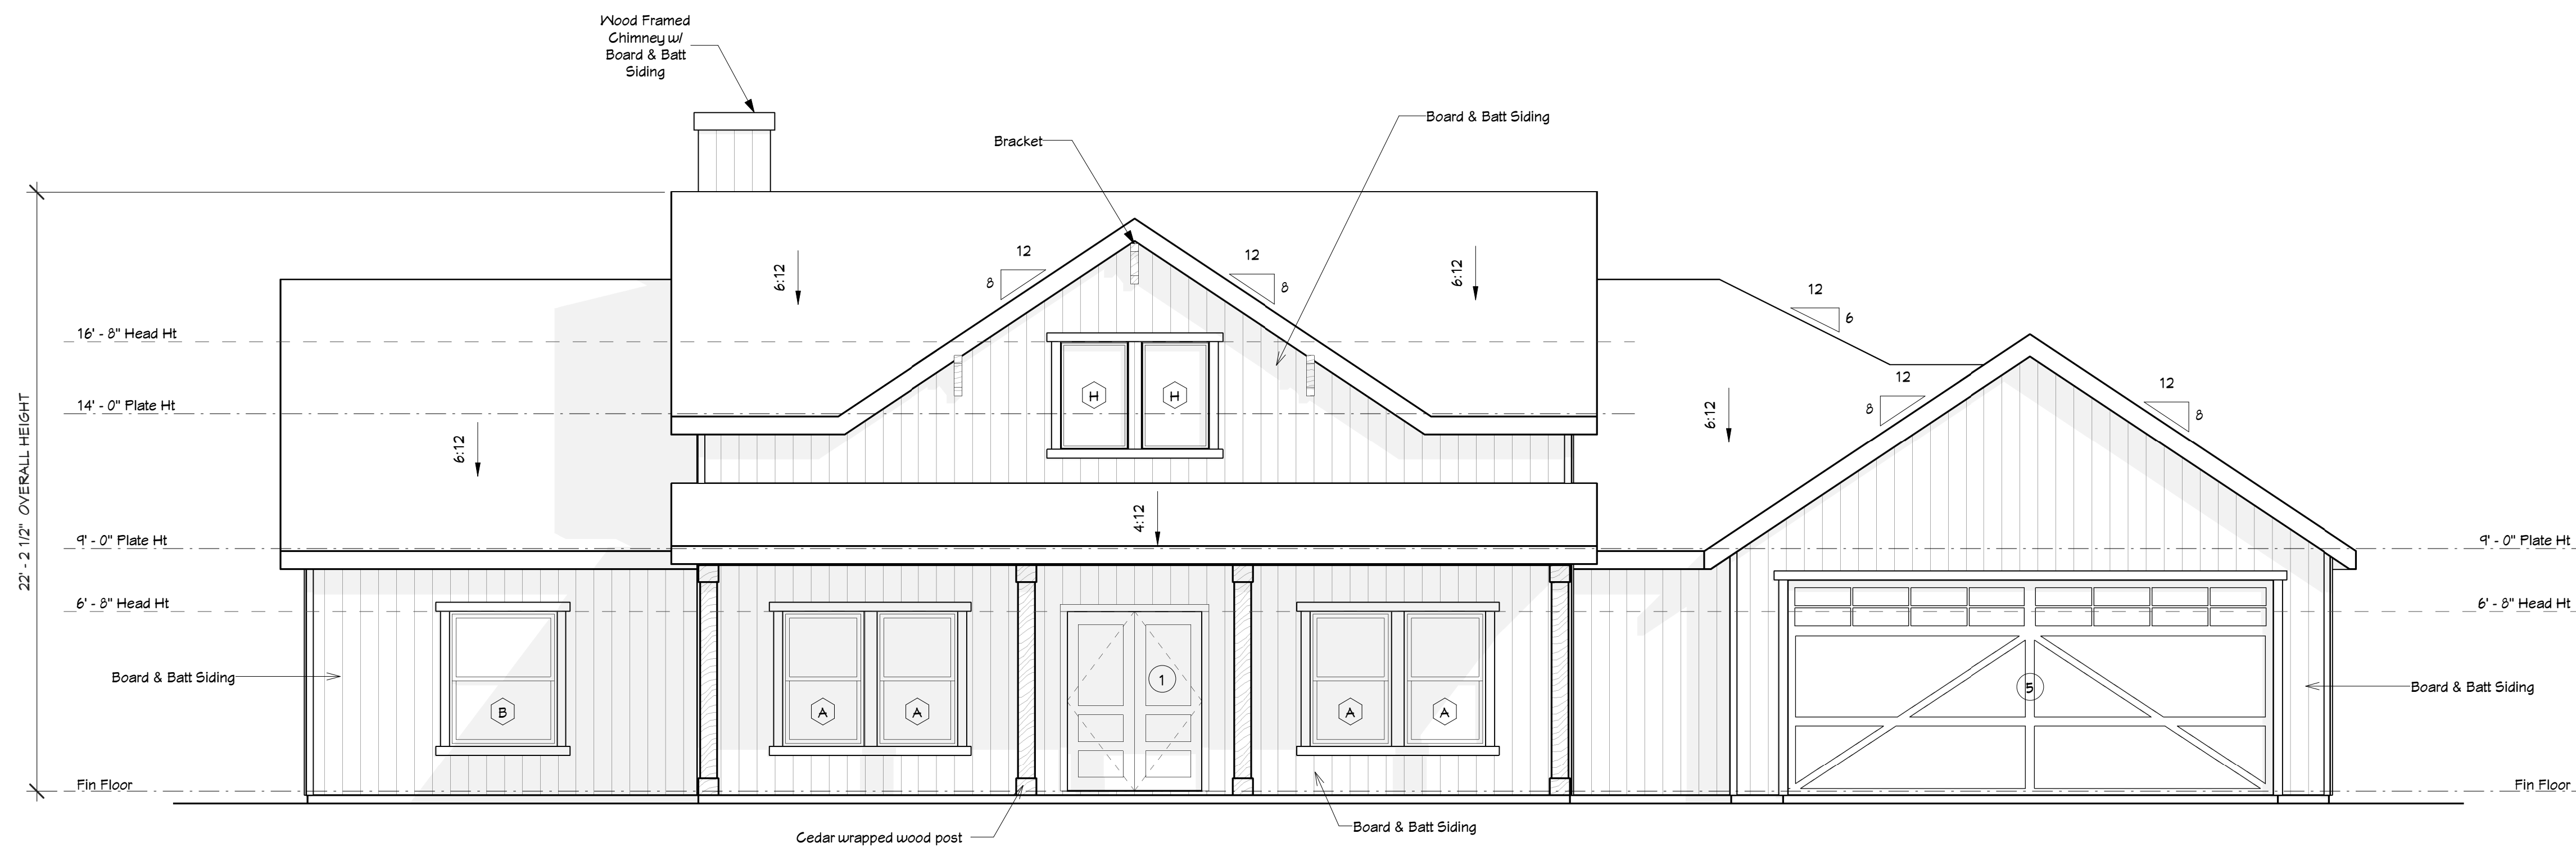 Wood Framed
Chimney w/
Board & Batt
Siding
Board & Batt Siding
Bracket
12
8
12
8
6:12
6:12
12
6
16' - 8" Head Ht
14' - 0" Plate Ht
22' - 2 1/2" OVERALL HEIGHT
H
H
12
8
12
8
6:12
6:12
4:12
9' - 0" Plate Ht
9' - 0" Plate Ht
6' - 8" Head Ht
6' - 8" Head Ht
Board & Batt Siding
B
A
A
1
A
A
5
Board & Batt Siding
Fin Floor
Fin Floor
Cedar wrapped wood post
Board & Batt Siding